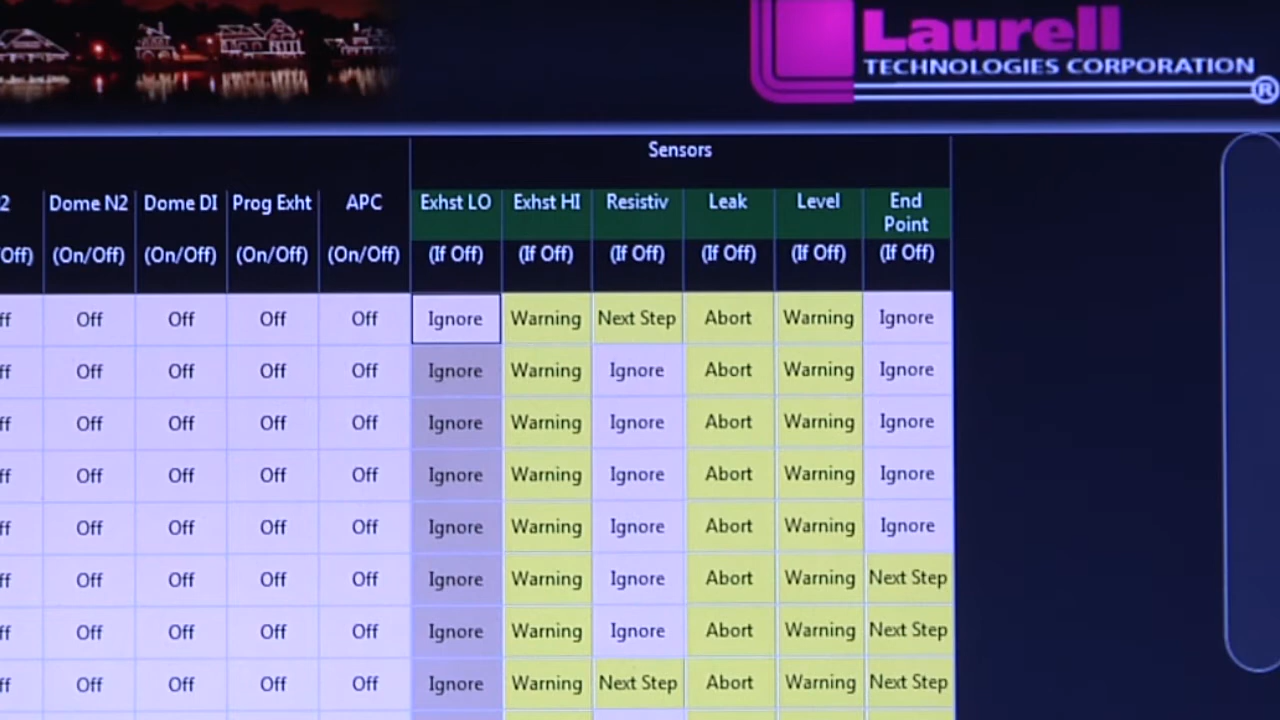 Laurell
TECHNOLOGIES CORPORATION
®
Sensors
2 Dome N2 Dome DI Prog Exht APC Exhst LO Exhst HI Resistiv Leak Level End Point
Off) (On/Off) (On/Off) (On/Off) (On/Off) (If Off) (If Off) (If Off) (If Off) (If Off) (If Off)
ff Off Off Off Off Ignore Warning Next Step Abort Warning Ignore
ff Off Off Off Off Ignore Warning Ignore Abort Warning Ignore
ff Off Off Off Off Ignore Warning Ignore Abort Warning Ignore
ff Off Off Off Off Ignore Warning Ignore Abort Warning Ignore
ff Off Off Off Off Ignore Warning Ignore Abort Warning Ignore
ff Off Off Off Off Ignore Warning Ignore Abort Warning Next Step
ff Off Off Off Off Ignore Warning Ignore Abort Warning Next Step
ff Off Off Off Off Ignore Warning Next Step Abort Warning Next Step